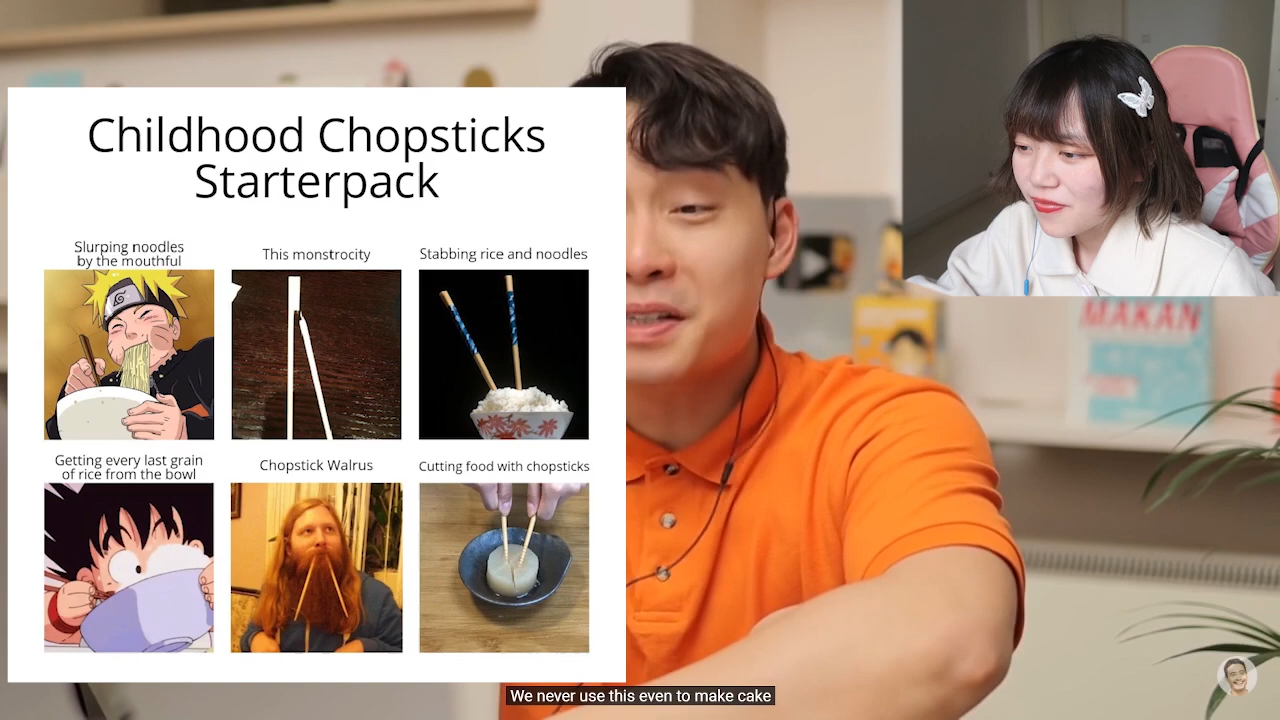 Childhood Chopsticks
Starterpack
Slurping noodles
by the mouthful
This monstrocity
Stabbing rice and noodles
Getting every last grain
of rice from the bowl
Chopstick Walrus
Cutting food with chopsticks
MAKAN
We never use this even to make cake